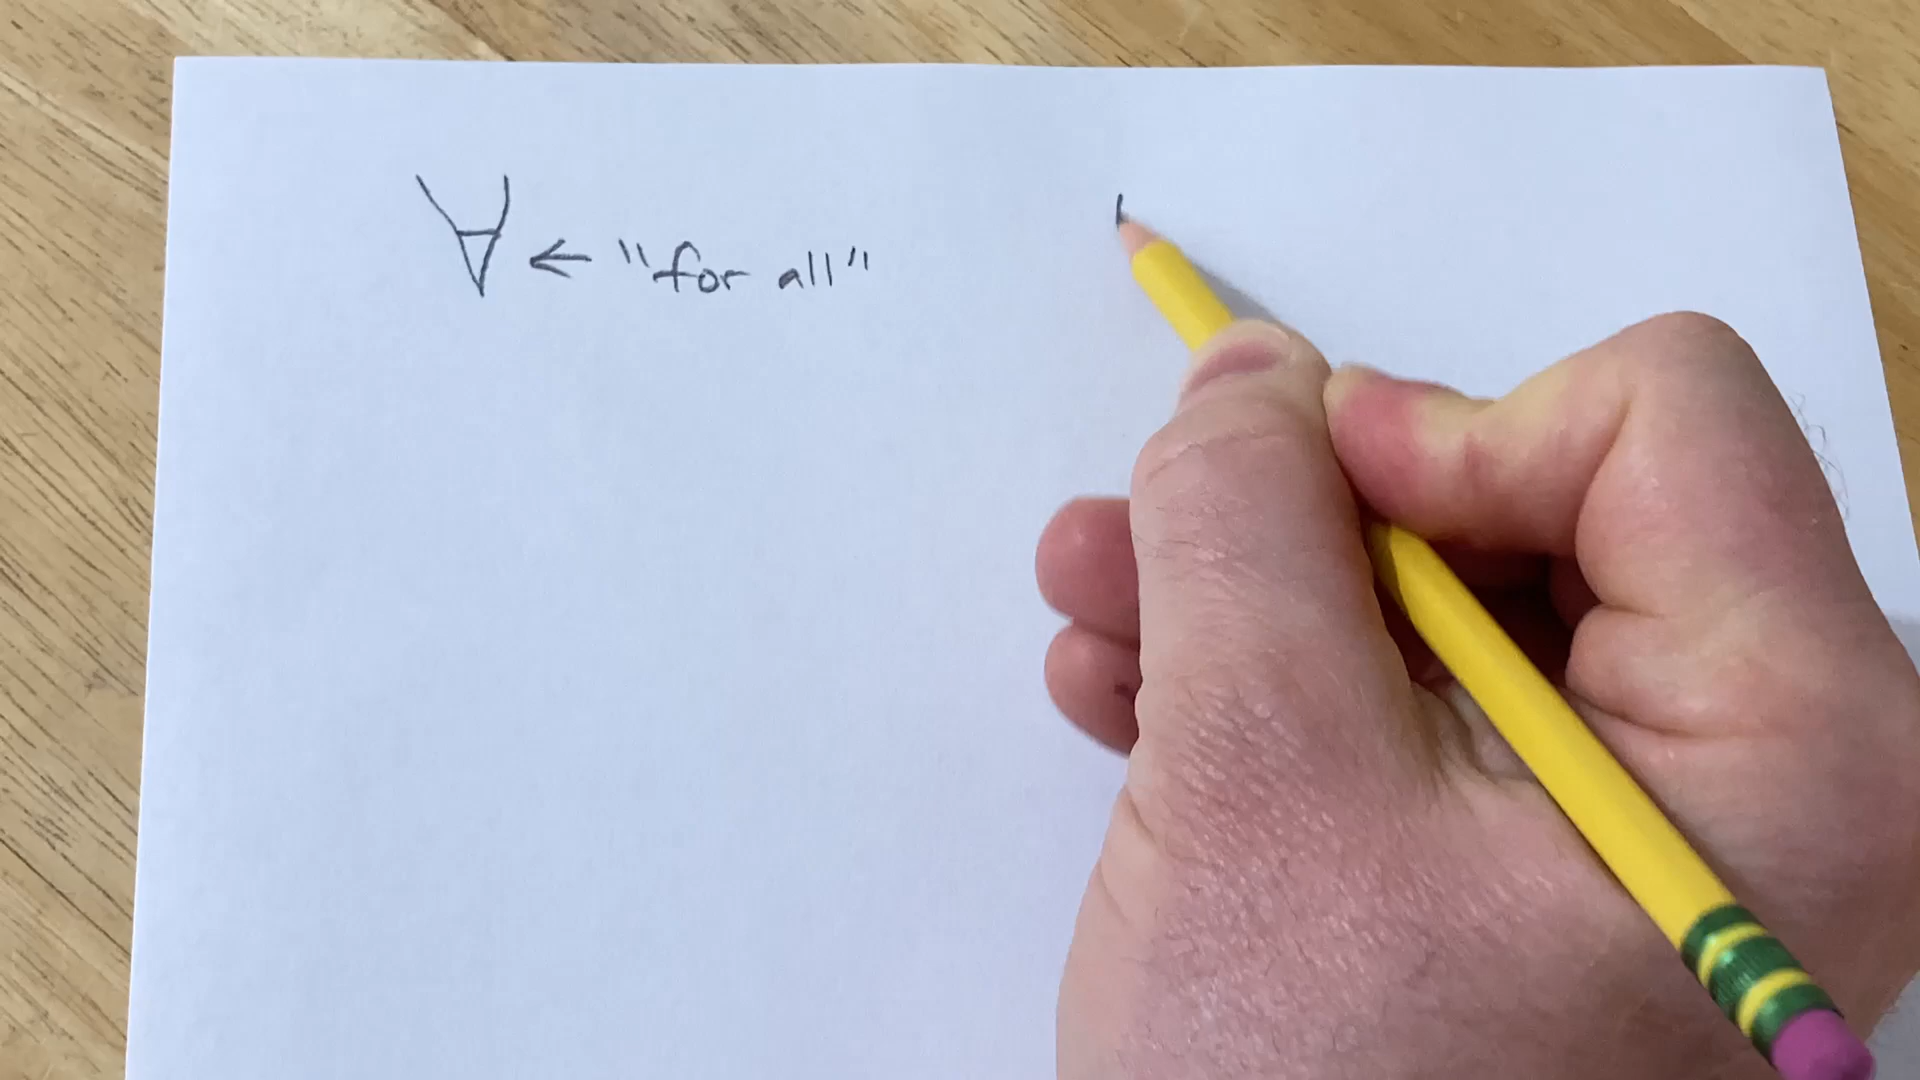 ∀ ← "for all"